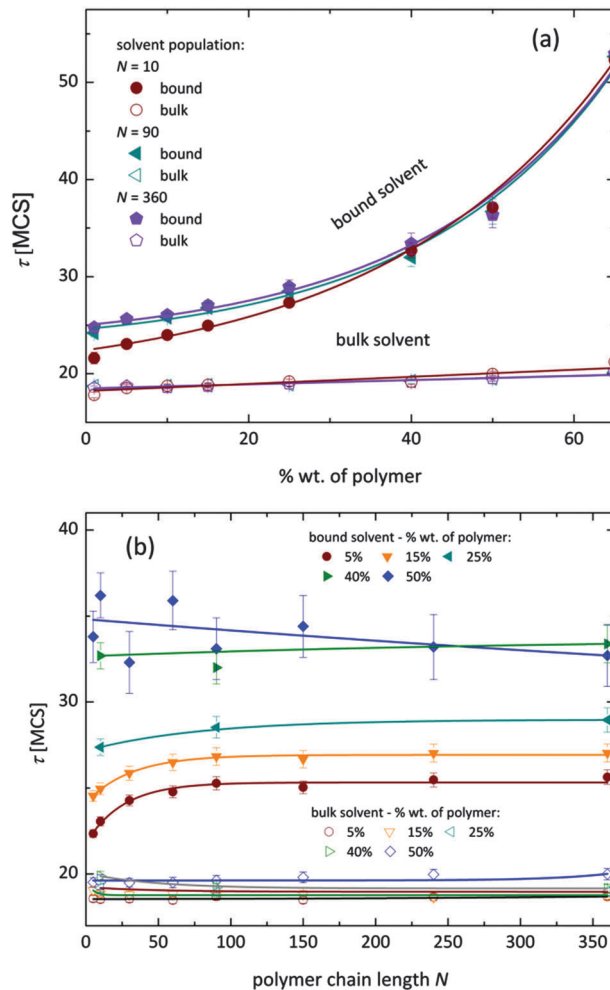 (a)
solvent population:
N = 10
bound
bulk
N = 90
bound
bulk
N = 360
bound
bulk
bound solvent
bulk solvent
τ [MCS]
50
40
30
20
0 20 40 60
% wt. of polymer
(b)
bound solvent - % wt. of polymer:
5% 15% 25%
40% 50%
bulk solvent - % wt. of polymer:
5% 15% 25%
40% 50%
τ [MCS]
40
30
20
0 50 100 150 200 250 300 350
polymer chain length N